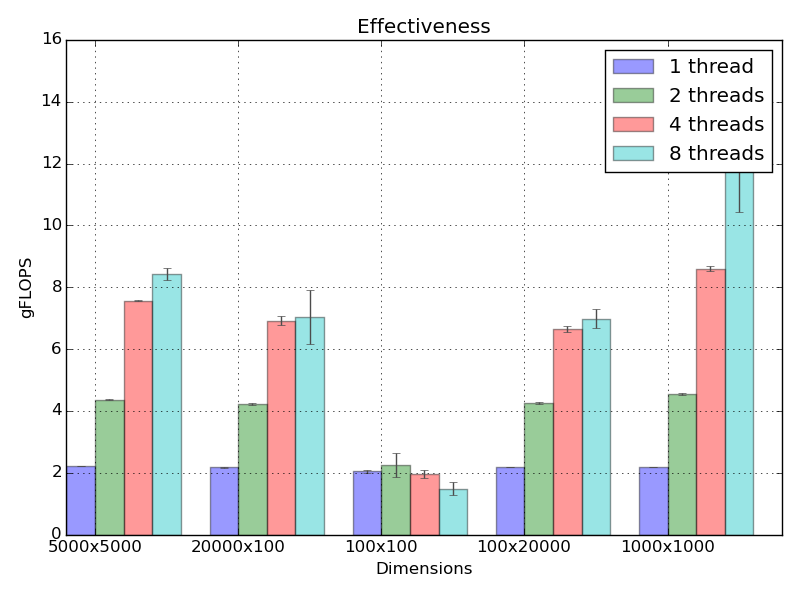 Effectiveness
16
14
12
10
8
6
4
2
0
gFLOPS
1 thread
2 threads
4 threads
8 threads
5000x5000
20000x100
100x100
100x20000
1000x1000
Dimensions